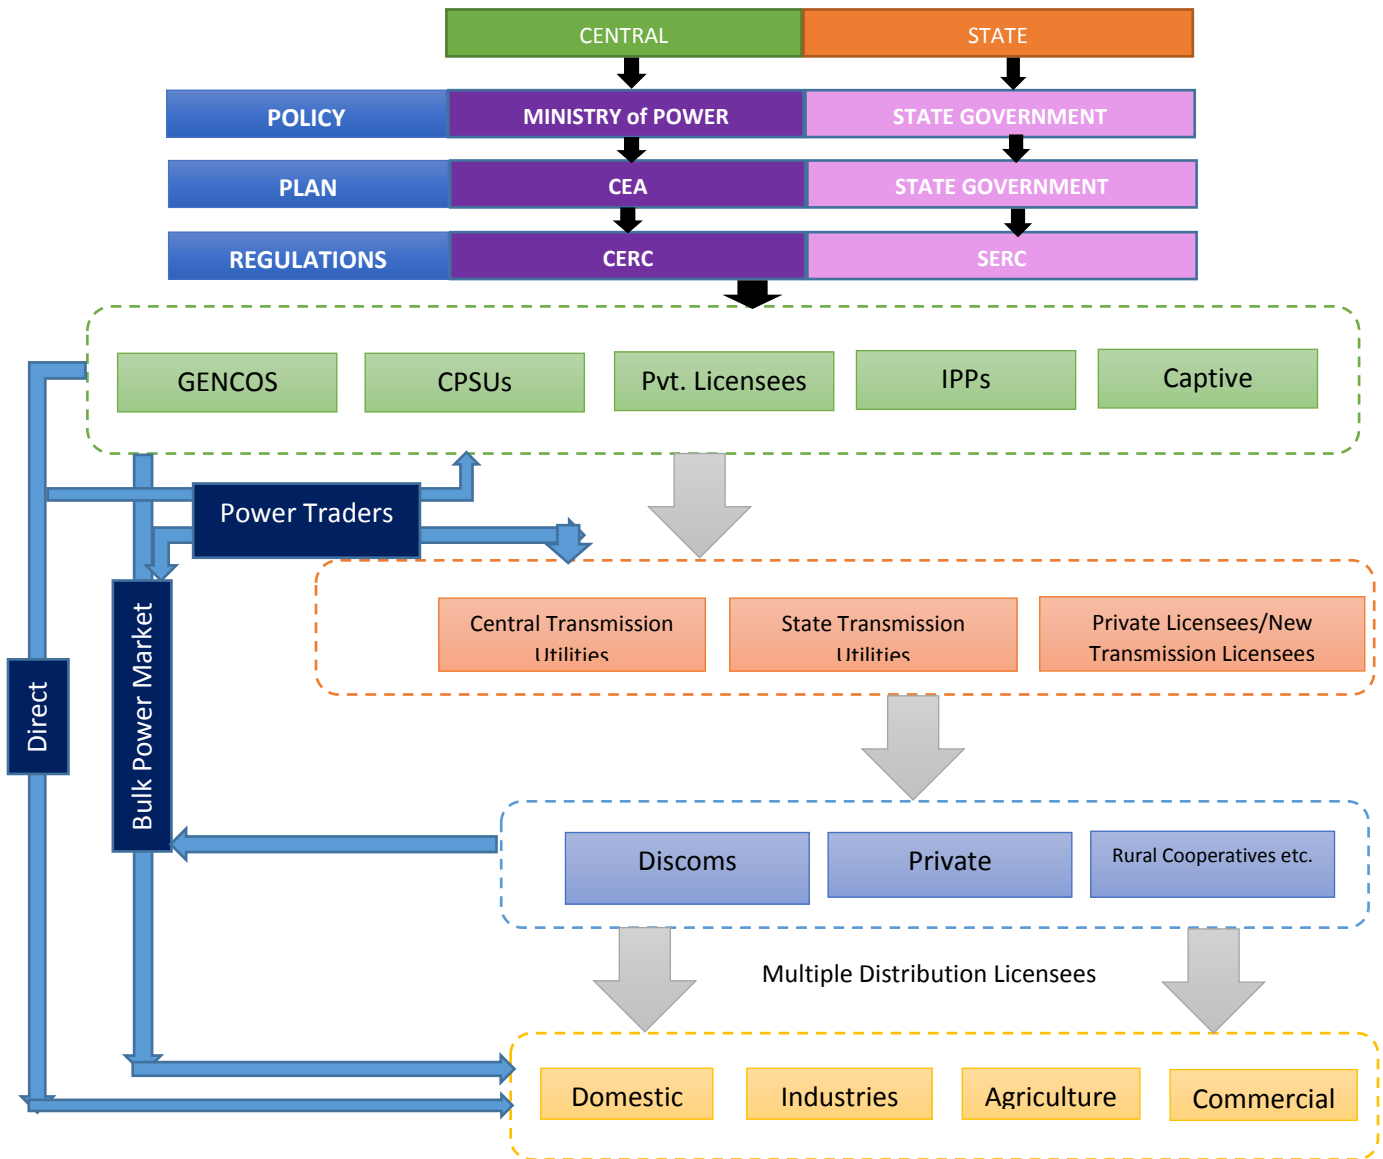 CENTRAL
STATE
POLICY
MINISTRY of POWER
STATE GOVERNMENT
PLAN
CEA
STATE GOVERNMENT
REGULATIONS
CERC
SERC
GENCOS
CPSUs
Pvt. Licensees
IPPs
Captive
Power Traders
Central Transmission
Utilities
State Transmission
Utilities
Private Licensees/New
Transmission Licensees
Direct
Bulk Power Market
Discoms
Private
Rural Cooperatives etc.
Multiple Distribution Licensees
Domestic
Industries
Agriculture
Commercial